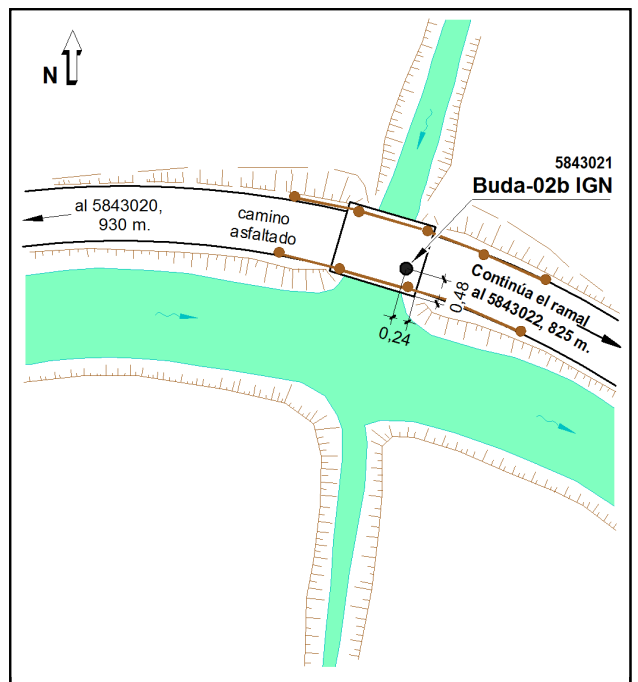 N
5843021
Buda-02b IGN
al 5843020,
930 m.
camino
asfaltado
Continúa el ramal
al 5843022, 825 m.
0,48
0,24